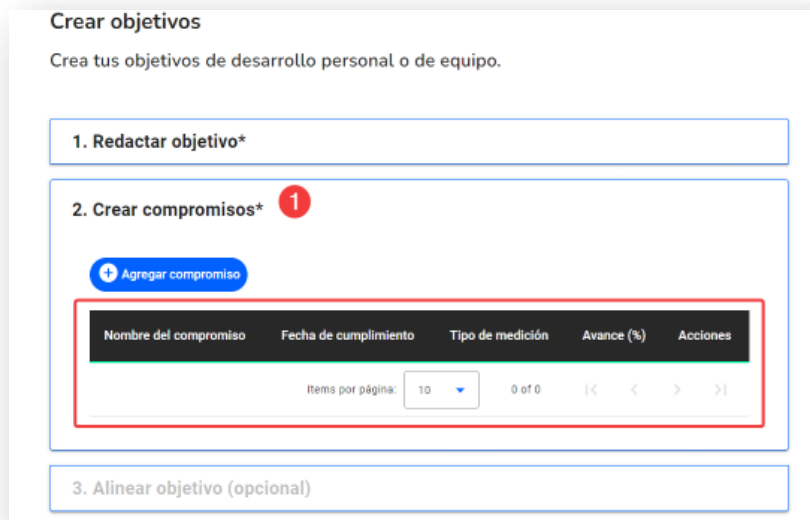 Crear objetivos
Crea tus objetivos de desarrollo personal o de equipo.
1. Redactar objetivo*
2. Crear compromisos* 1
Agregar compromiso
Nombre del compromiso Fecha de cumplimiento Tipo de medición Avance (%) Acciones
Items por página: 10 0 of 0
3. Alinear objetivo (opcional)